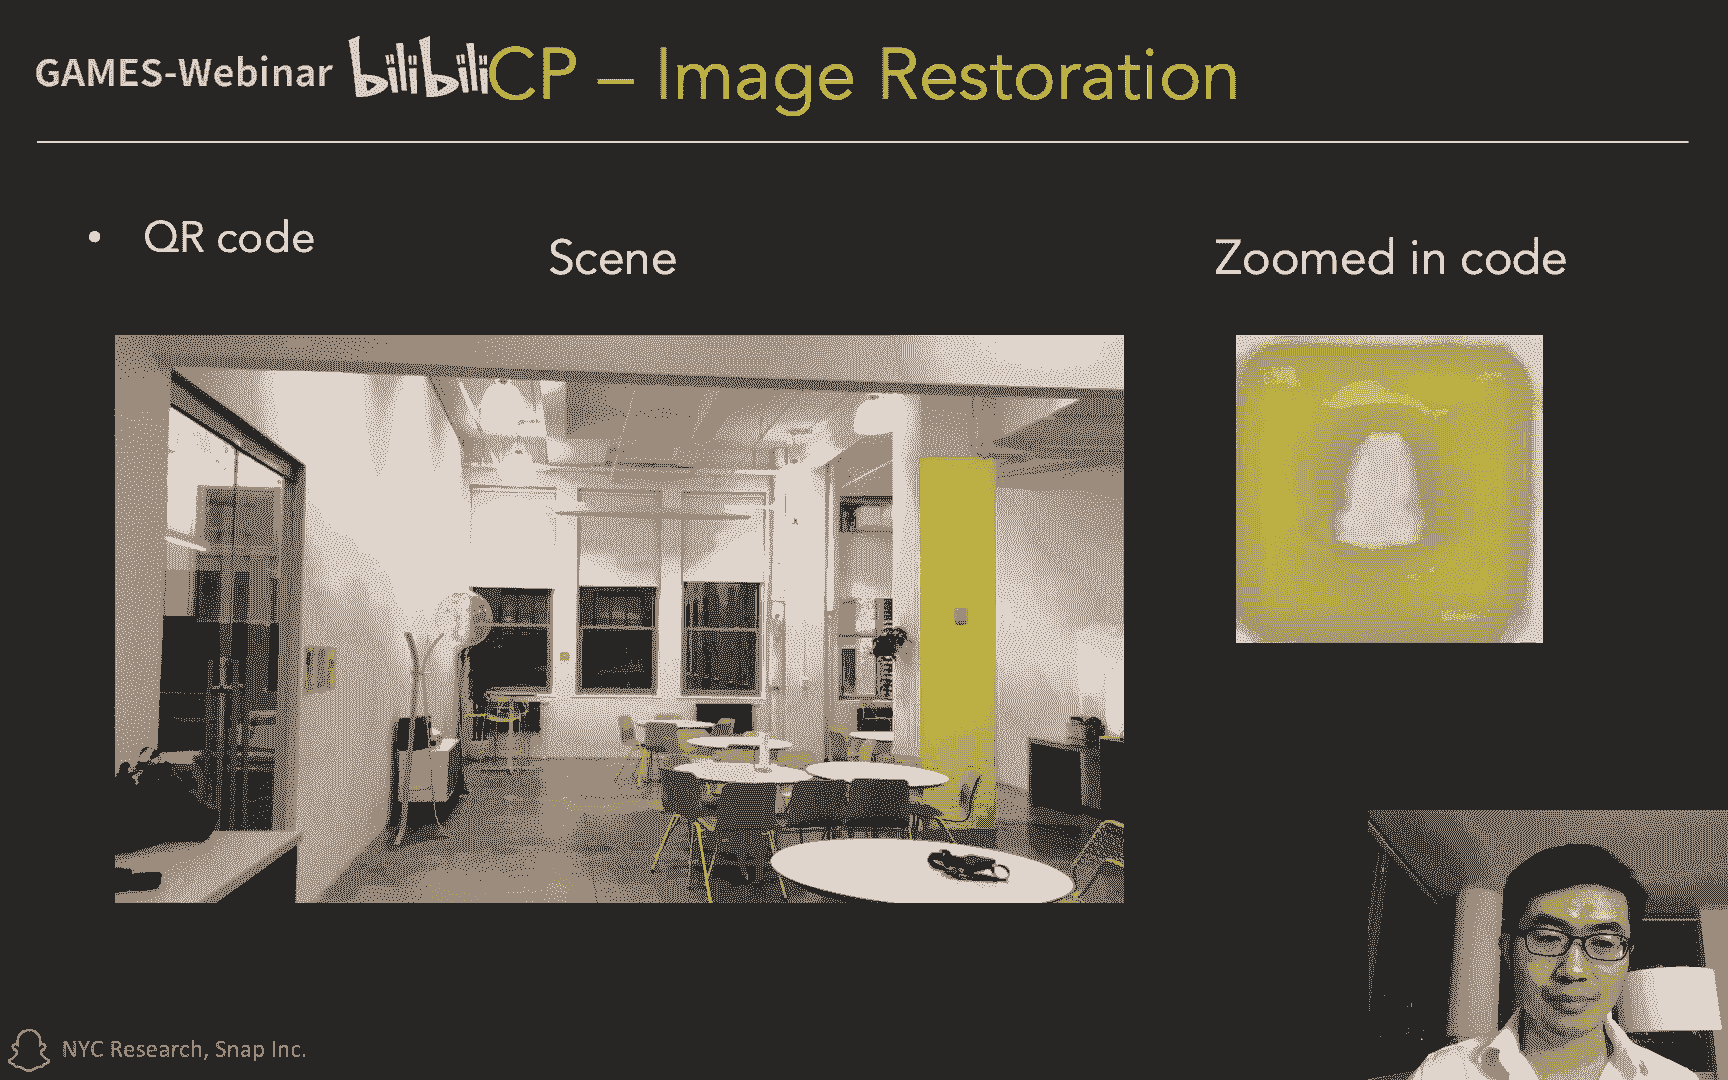 GAMES-Webinar bilibili CP – Image Restoration
• QR code
Scene
Zoomed in code
NYC Research, Snap Inc.